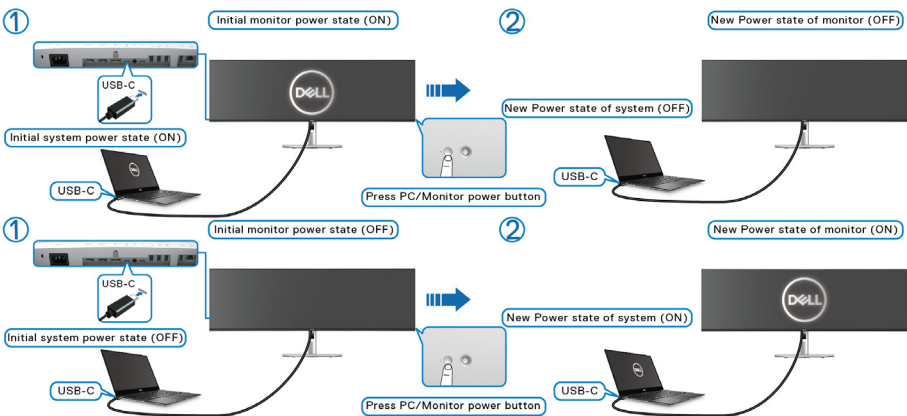 1
Initial monitor power state (ON)
2
New Power state of monitor (OFF)
USB-C
DELL
New Power state of system (OFF)
Initial system power state (ON)
DELL
USB-C
USB-C
Press PC/Monitor power button
1
Initial monitor power state (OFF)
2
New Power state of monitor (ON)
USB-C
DELL
New Power state of system (ON)
Initial system power state (OFF)
DELL
USB-C
USB-C
Press PC/Monitor power button